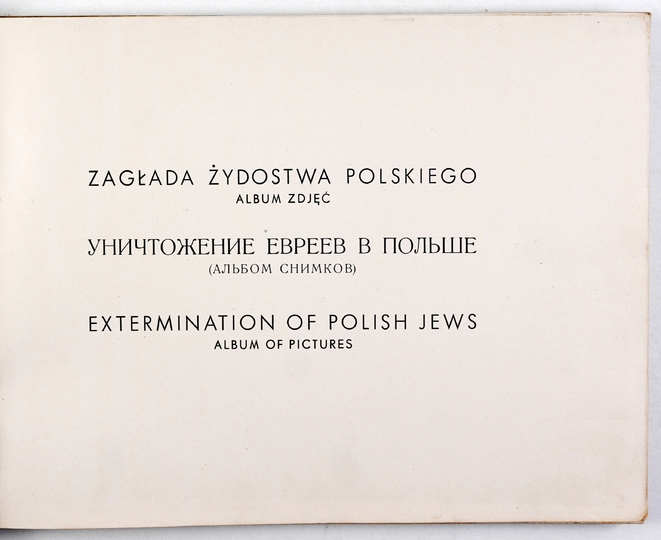 ZAGŁADA ŻYDOSTWA POLSKIEGO
ALBUM ZDJĘĆ
УНИЧТОЖЕНИЕ ЕВРЕЕВ В ПОЛЬШЕ
(АЛЬБОМ СНИМКОВ)
EXTERMINATION OF POLISH JEWS
ALBUM OF PICTURES